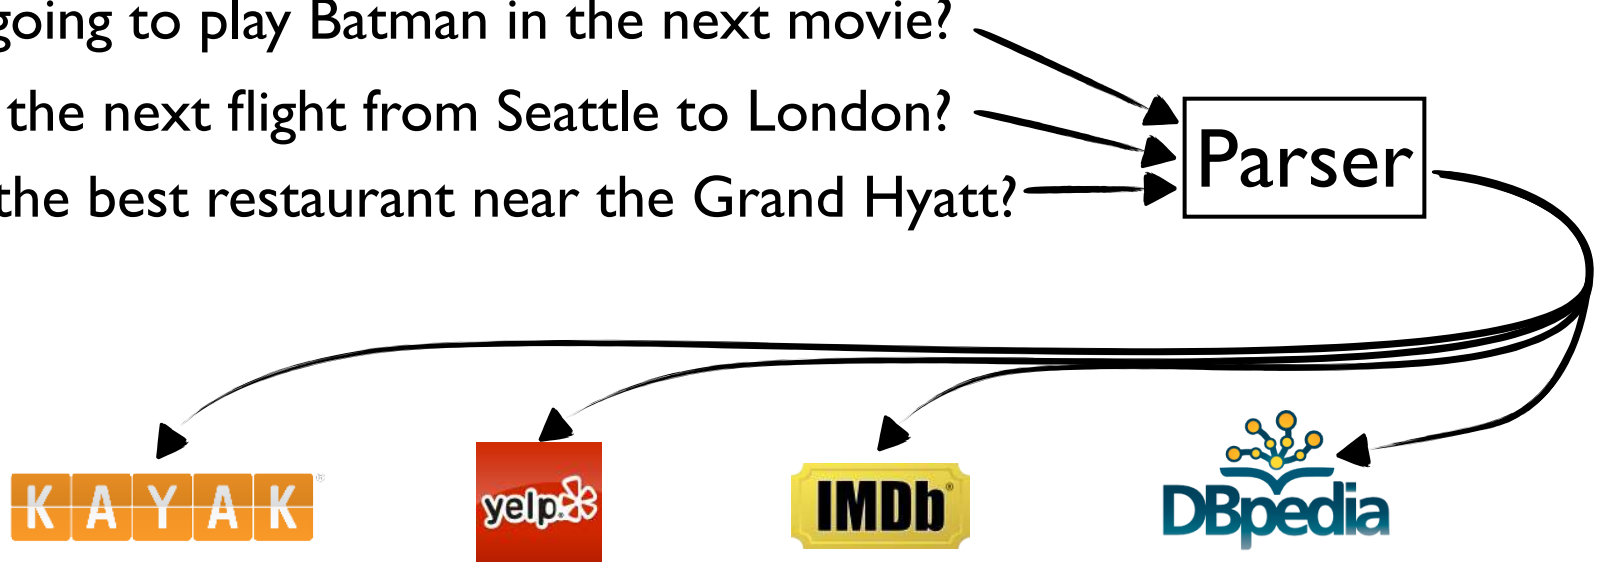 going to play Batman in the next movie?
the next flight from Seattle to London?
the best restaurant near the Grand Hyatt?
Parser
KAYAK®
yelp
IMDb®
DBpedia